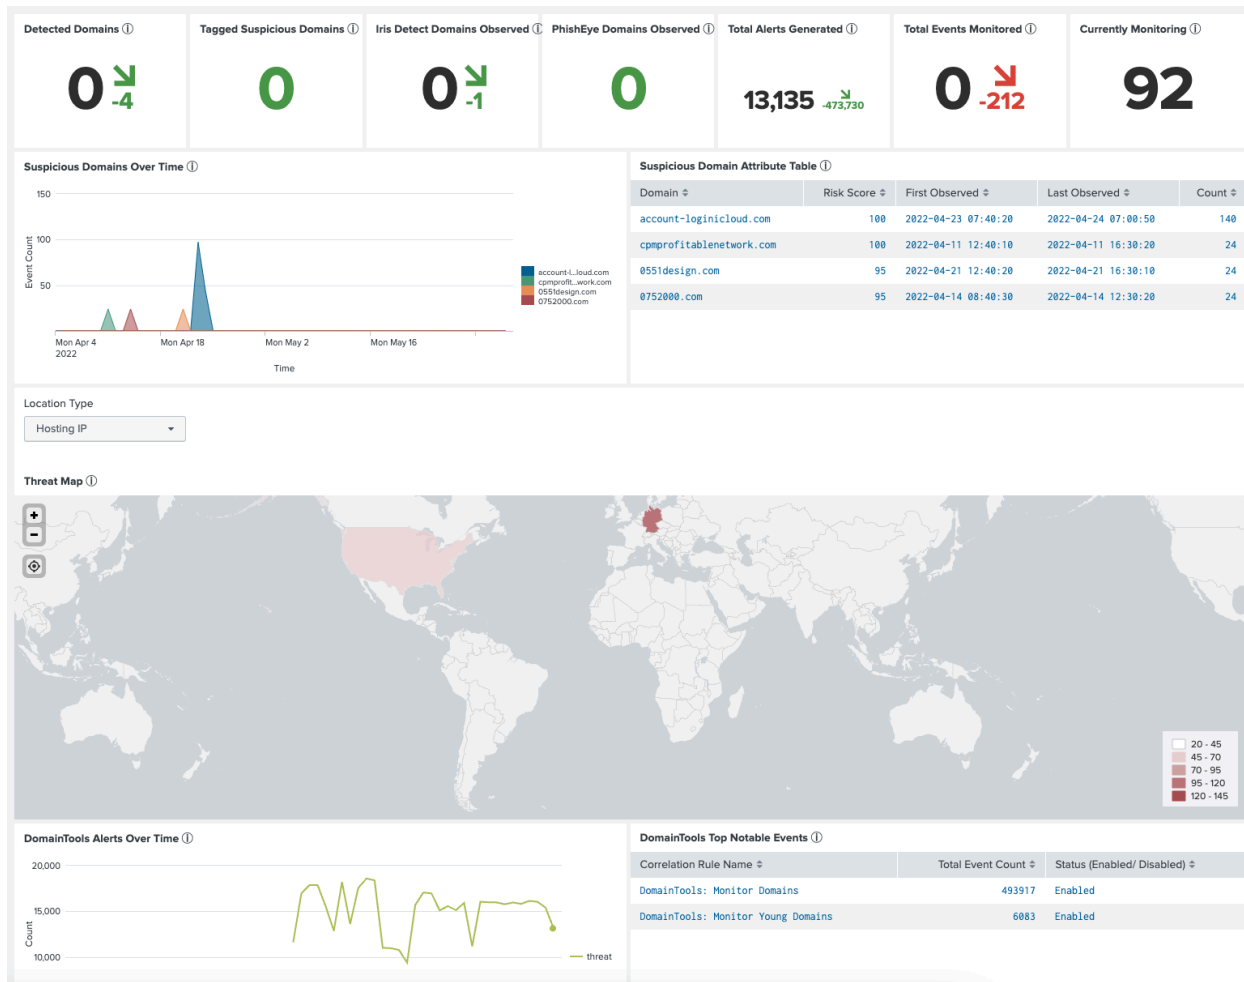 Detected Domains ⓘ
0 -4
Tagged Suspicious Domains ⓘ
0
Iris Detect Domains Observed ⓘ
0 -1
PhishEye Domains Observed ⓘ
0
Total Alerts Generated ⓘ
13,135 -473,730
Total Events Monitored ⓘ
0 -212
Currently Monitoring ⓘ
92
Suspicious Domains Over Time ⓘ
150
100
50
Event Count
Mon Apr 4 Mon Apr 18 Mon May 2 Mon May 16
2022
Time
account-l...loud.com
cpmprofit...work.com
0551design.com
0752000.com
Suspicious Domain Attribute Table ⓘ
Domain Risk Score First Observed Last Observed Count
account-loginicloud.com 100 2022-04-23 07:40:20 2022-04-24 07:00:50 140
cpmprofitablenetwork.com 100 2022-04-11 12:40:10 2022-04-11 16:30:20 24
0551design.com 95 2022-04-21 12:40:20 2022-04-21 16:30:10 24
0752000.com 95 2022-04-14 08:40:30 2022-04-14 12:30:20 24
Location Type
Hosting IP
Threat Map ⓘ
+
−
20 - 45
45 - 70
70 - 95
95 - 120
120 - 145
DomainTools Alerts Over Time ⓘ
20,000
15,000
10,000
Count
threat
DomainTools Top Notable Events ⓘ
Correlation Rule Name Total Event Count Status (Enabled/ Disabled)
DomainTools: Monitor Domains 493917 Enabled
DomainTools: Monitor Young Domains 6083 Enabled